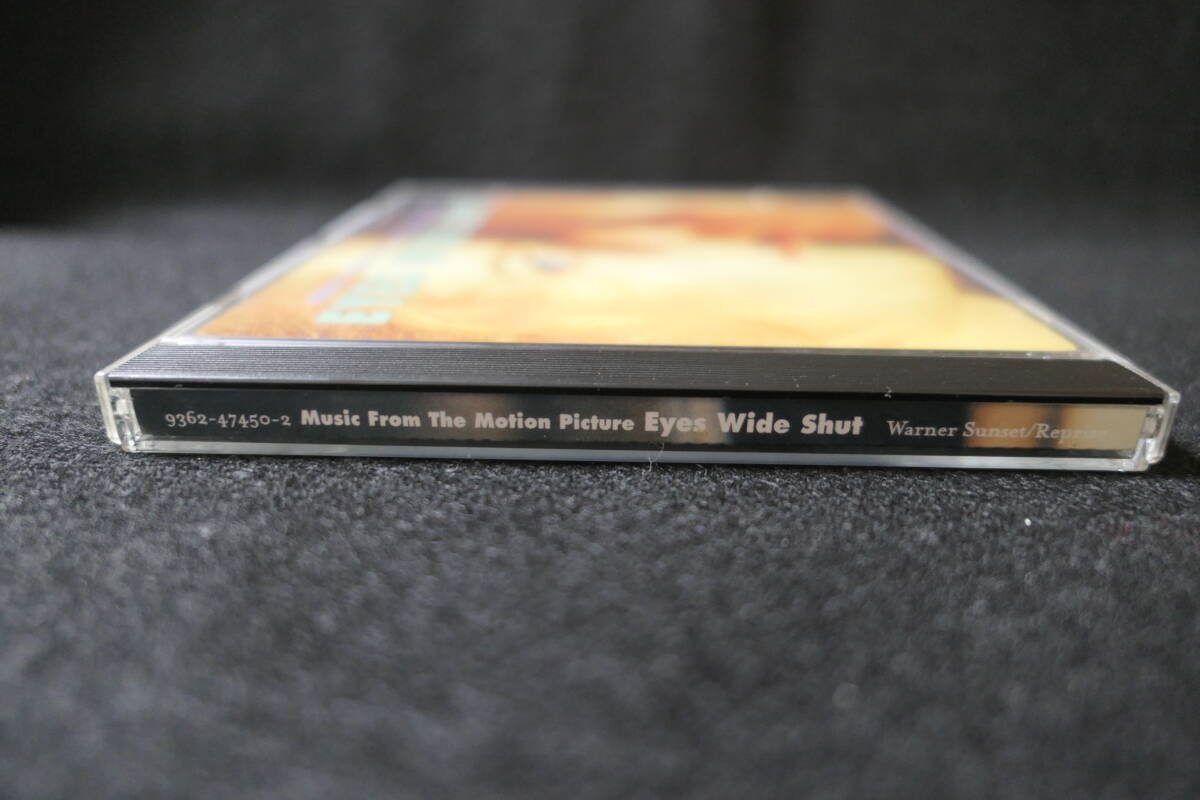 9362-47450-2 Music From The Motion Picture Eyes Wide Shut Warner Sunset/Reprise